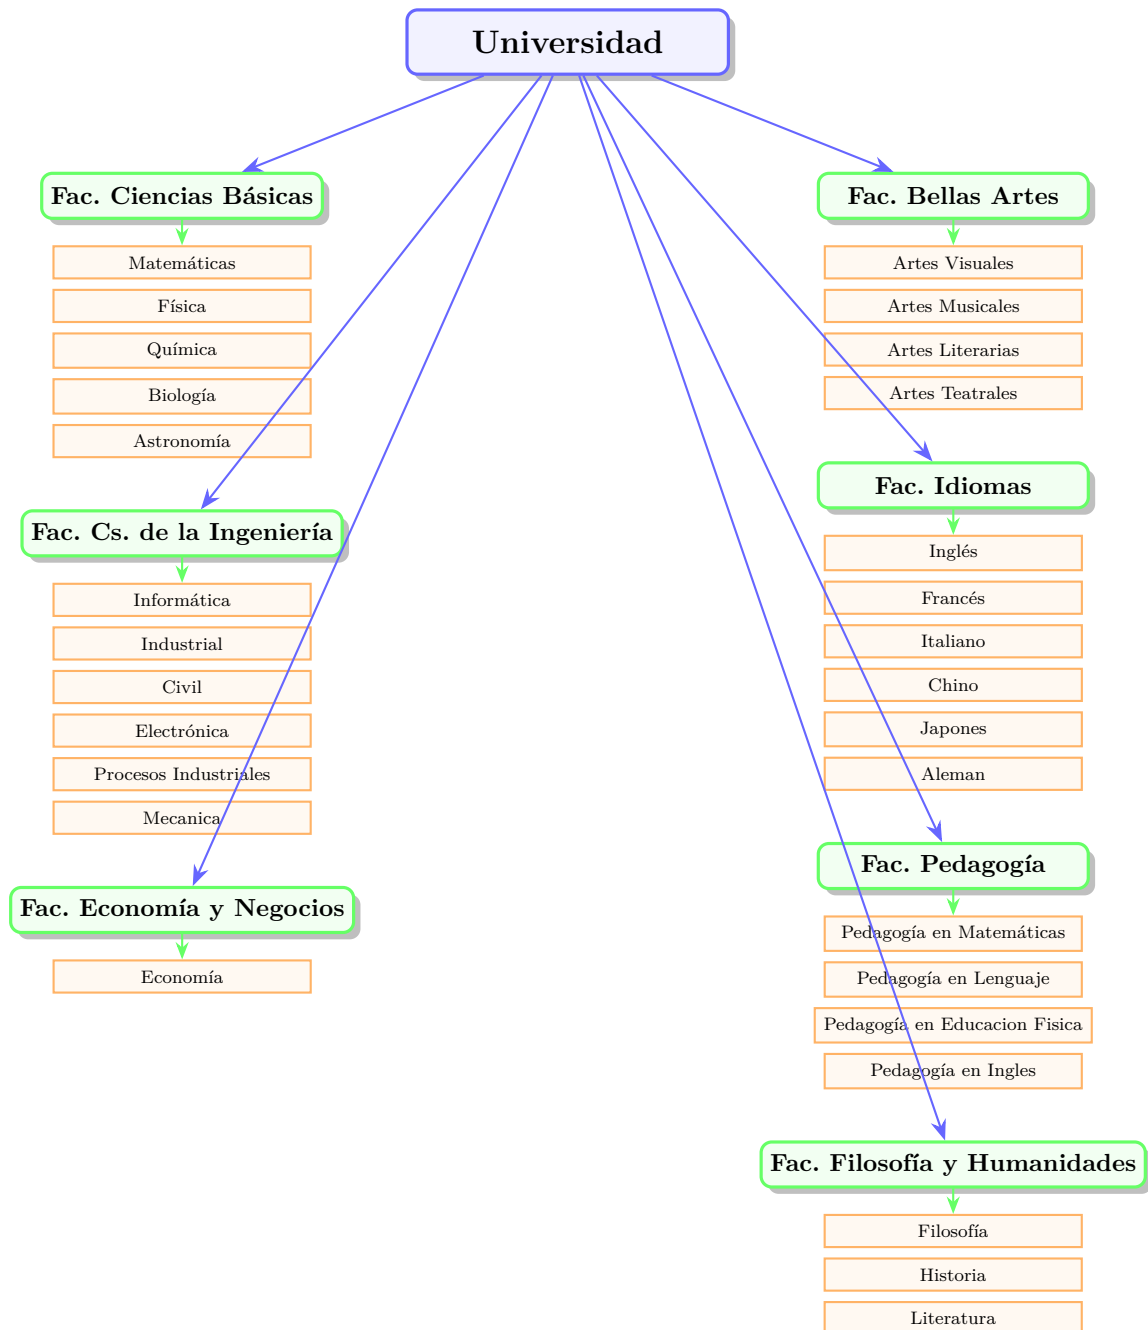 Universidad
Fac. Ciencias Básicas
Matemáticas
Física
Química
Biología
Astronomía
Fac. Cs. de la Ingeniería
Informática
Industrial
Civil
Electrónica
Procesos Industriales
Mecanica
Fac. Economía y Negocios
Economía
Fac. Bellas Artes
Artes Visuales
Artes Musicales
Artes Literarias
Artes Teatrales
Fac. Idiomas
Inglés
Francés
Italiano
Chino
Japones
Aleman
Fac. Pedagogía
Pedagogía en Matemáticas
Pedagogía en Lenguaje
Pedagogía en Educacion Fisica
Pedagogía en Ingles
Fac. Filosofía y Humanidades
Filosofía
Historia
Literatura